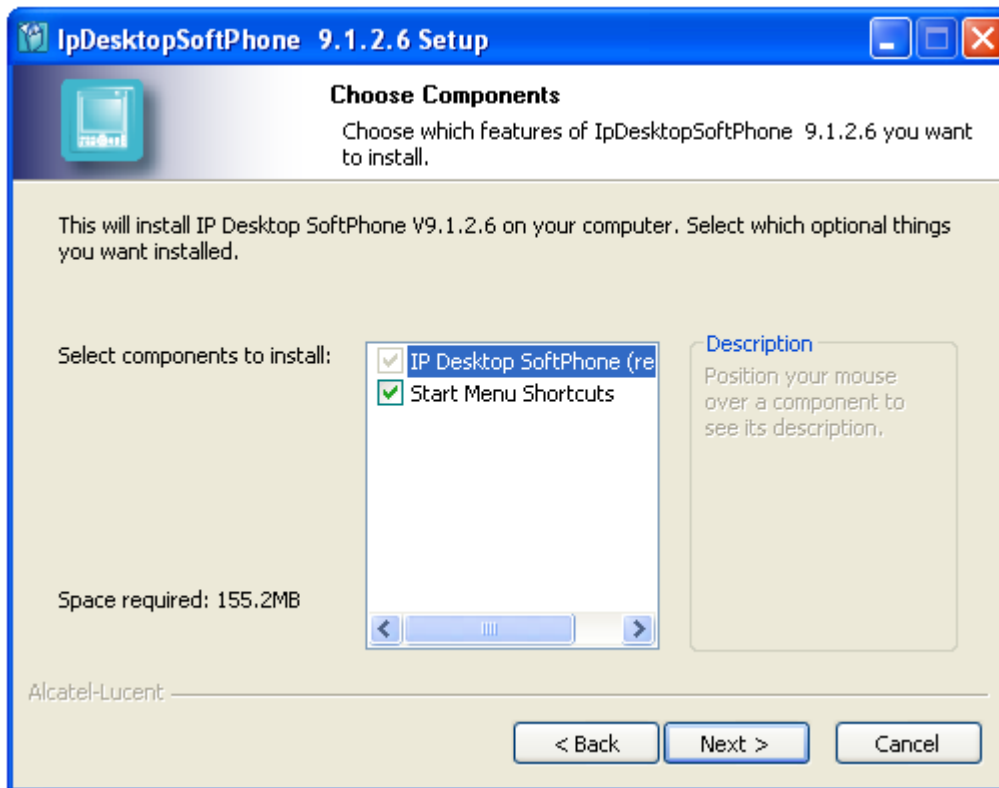 IpDesktopSoftPhone 9.1.2.6 Setup
Choose Components
Choose which features of IpDesktopSoftPhone 9.1.2.6 you want
to install.
This will install IP Desktop SoftPhone V9.1.2.6 on your computer. Select which optional things
you want installed.
Select components to install:
IP Desktop SoftPhone (re
Start Menu Shortcuts
Description
Position your mouse
over a component to
see its description.
Space required: 155.2MB
Alcatel-Lucent
< Back
Next >
Cancel